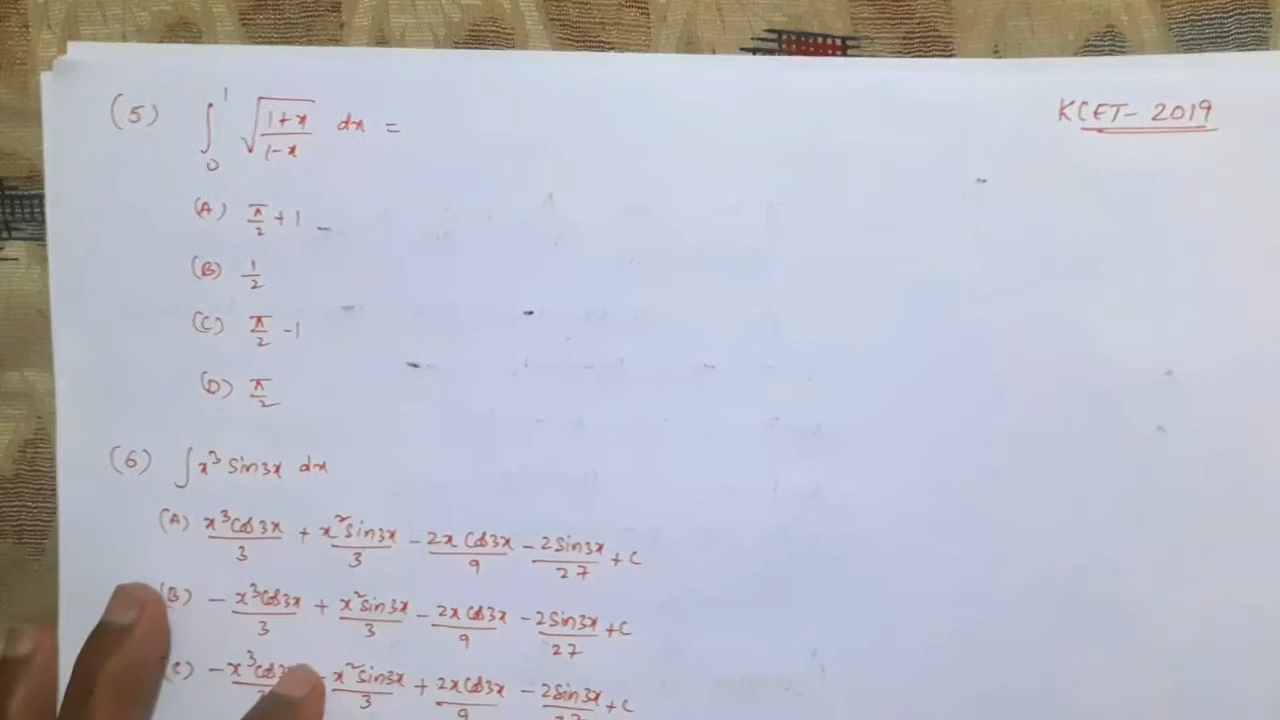 (5) ∫₀¹ √((1+x)/(1-x)) dx =
KCET- 2019
(A) π/2 + 1
(B) 1/2
(C) π/2 - 1
(D) π/2
(6) ∫ x³ sin3x dx
(A) x³cos3x/3 + x²sin3x/3 - 2x cos3x/9 - 2sin3x/27 + C
(B) - x³cos3x/3 + x²sin3x/3 - 2x cos3x/9 - 2sin3x/27 + C
(C) - x³cos x²sin3x/3 + 2x cos3x/9 - 2sin3x/27 + C